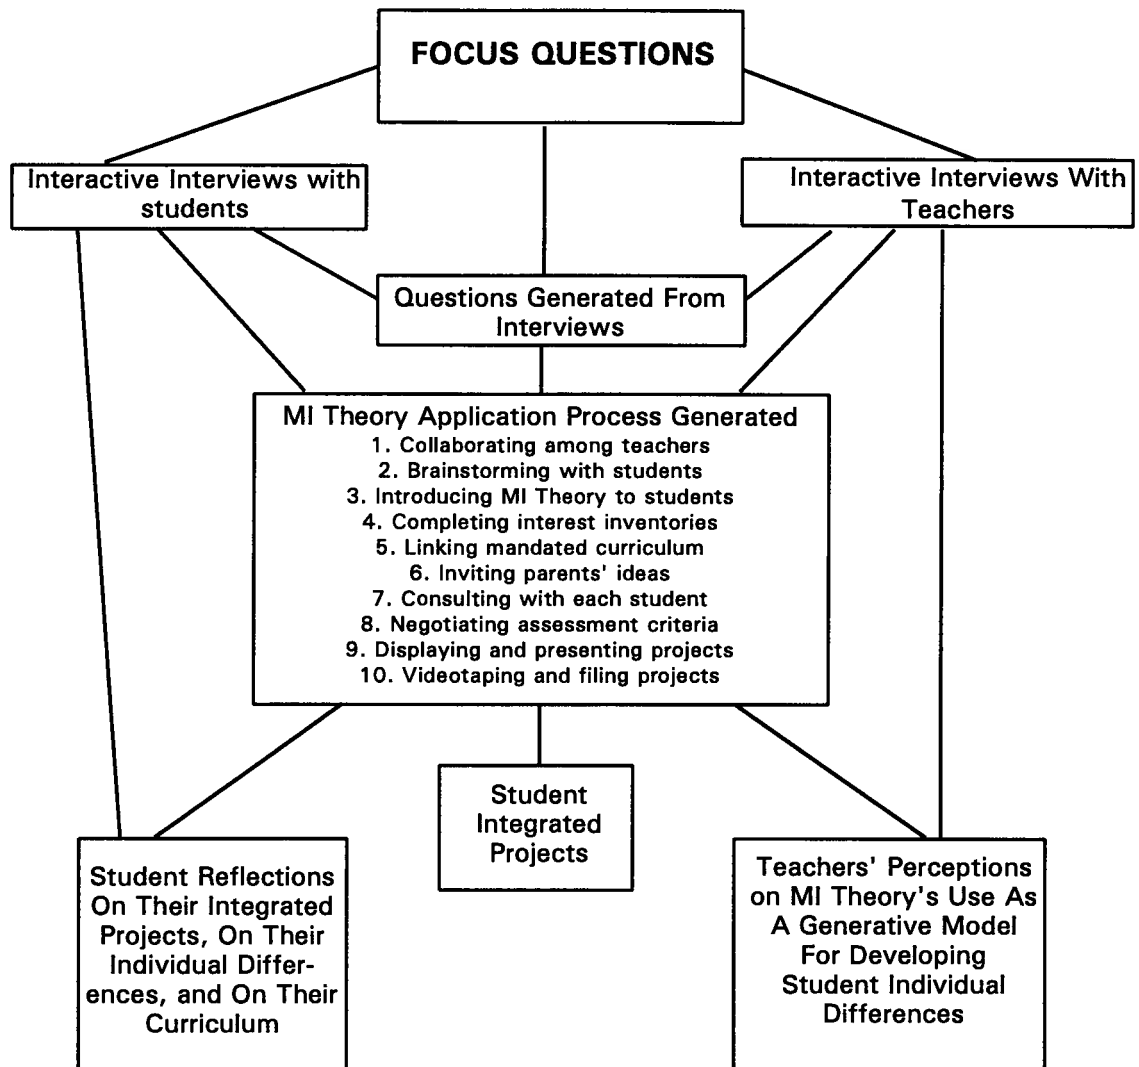 FOCUS QUESTIONS
Interactive Interviews with
students
Interactive Interviews With
Teachers
Questions Generated From
Interviews
MI Theory Application Process Generated
1. Collaborating among teachers
2. Brainstorming with students
3. Introducing MI Theory to students
4. Completing interest inventories
5. Linking mandated curriculum
6. Inviting parents' ideas
7. Consulting with each student
8. Negotiating assessment criteria
9. Displaying and presenting projects
10. Videotaping and filing projects
Student
Integrated
Projects
Student Reflections
On Their Integrated
Projects, On Their
Individual Differ-
ences, and On Their
Curriculum
Teachers' Perceptions
on MI Theory's Use As
A Generative Model
For Developing
Student Individual
Differences